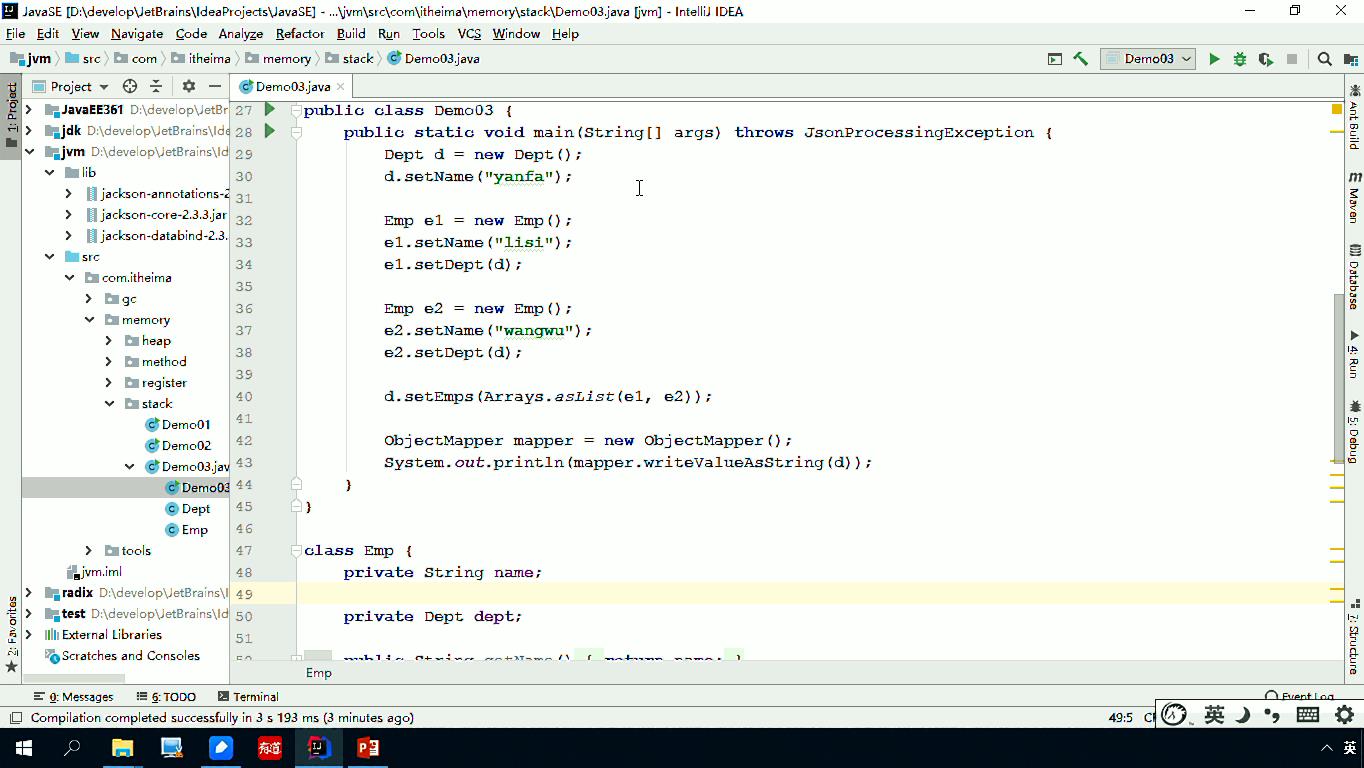 JavaSE [D:\develop\JetBrains\IdeaProjects\JavaSE] - ...\jvm\src\com\itheima\memory\stack\Demo03.java [jvm] - IntelliJ IDEA
File Edit View Navigate Code Analyze Refactor Build Run Tools VCS Window Help
jvm src com itheima memory stack Demo03.java Demo03
Project Demo03.java
1: Project
JavaEE361 D:\develop\JetBr
jdk D:\develop\JetBrains\Ide
jvm D:\develop\JetBrains\Id
lib
jackson-annotations-2
jackson-core-2.3.3.jar
jackson-databind-2.3.
src
com.itheima
gc
memory
heap
method
register
stack
Demo01
Demo02
Demo03.jav
Demo03
Dept
Emp
tools
jvm.iml
radix D:\develop\JetBrains\I
test D:\develop\JetBrains\Id
External Libraries
Scratches and Consoles
2: Favorites
27 public class Demo03 {
28 public static void main(String[] args) throws JsonProcessingException {
29 Dept d = new Dept();
30 d.setName("yanfa");
31
32 Emp e1 = new Emp();
33 e1.setName("lisi");
34 e1.setDept(d);
35
36 Emp e2 = new Emp();
37 e2.setName("wangwu");
38 e2.setDept(d);
39
40 d.setEmps(Arrays.asList(e1, e2));
41
42 ObjectMapper mapper = new ObjectMapper();
43 System.out.println(mapper.writeValueAsString(d));
44 }
45 }
46
47 class Emp {
48 private String name;
49
50 private Dept dept;
51
public String getName() { return name; }
Emp
Ant Build
Maven
Database
4: Run
5: Debug
7: Structure
0: Messages 6: TODO Terminal Event Log
Compilation completed successfully in 3 s 193 ms (3 minutes ago) 49:5
英
有道
英